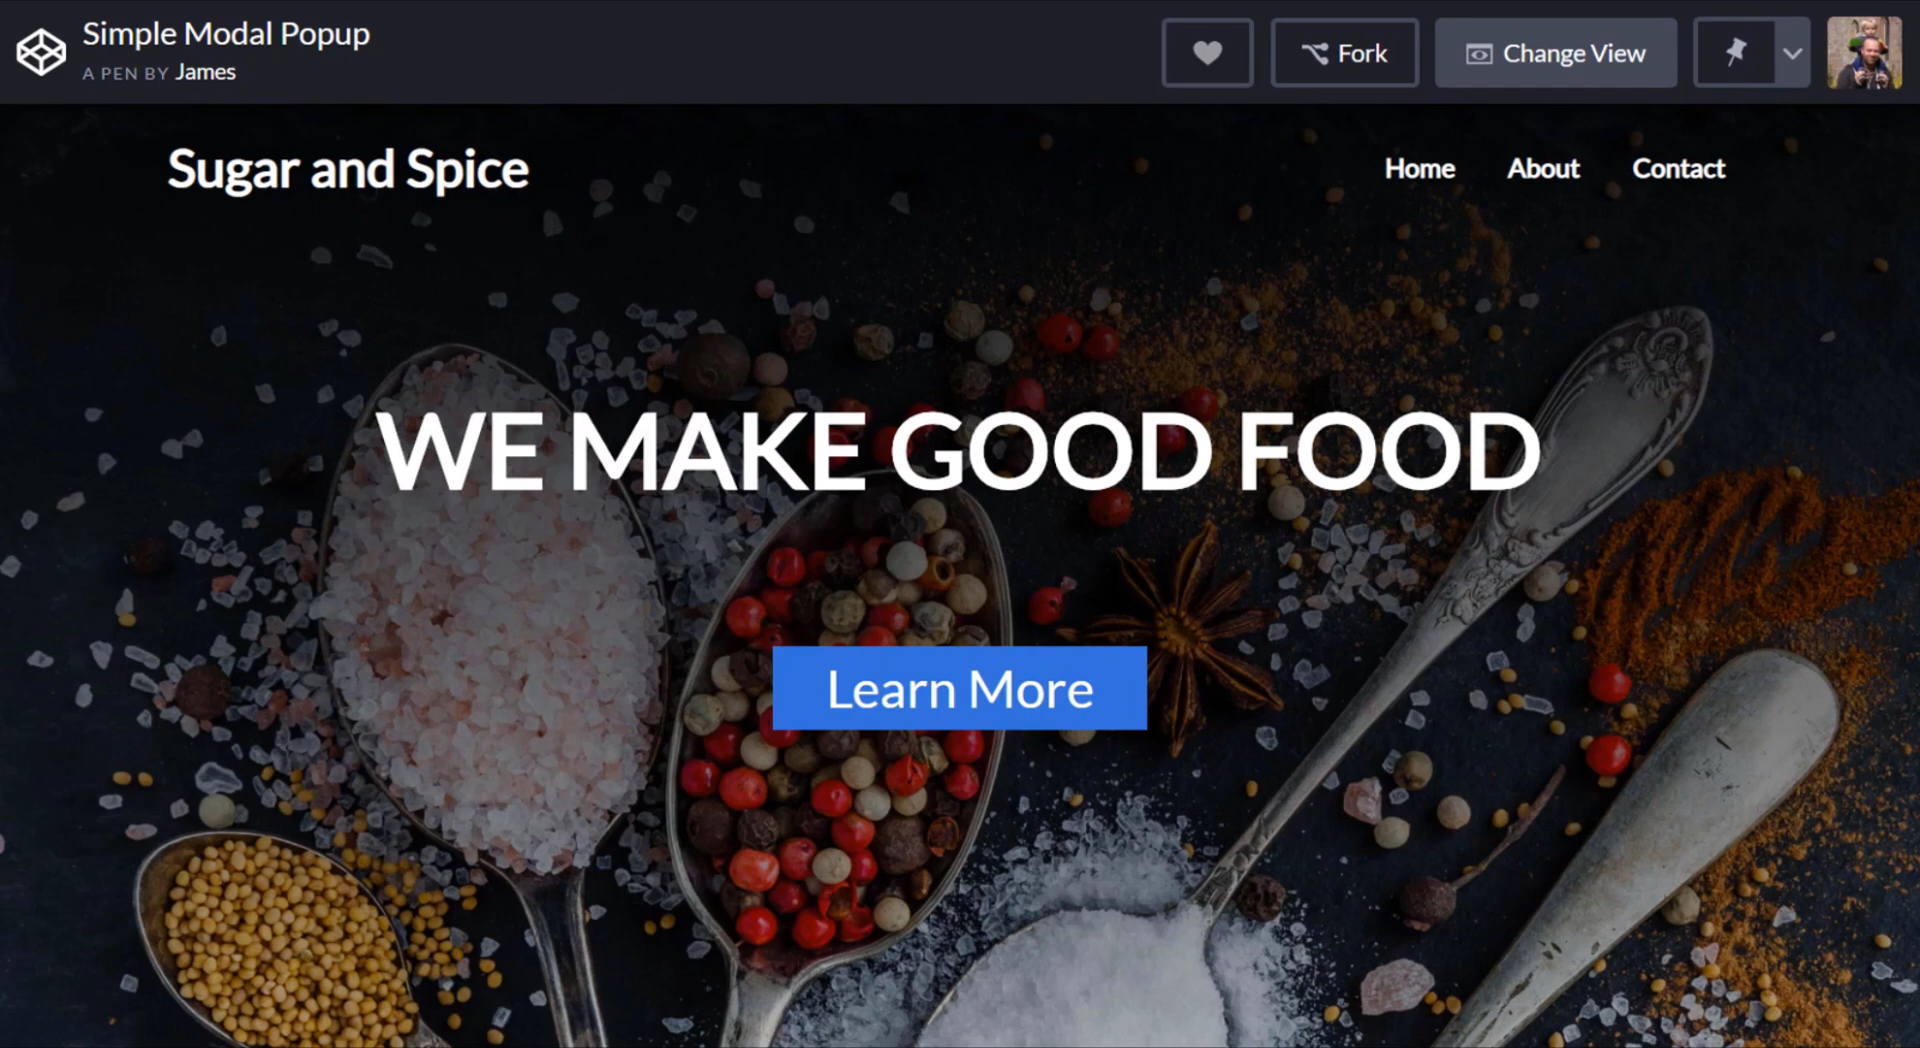 Simple Modal Popup
A PEN BY James
Fork
Change View
Sugar and Spice
Home
About
Contact
WE MAKE GOOD FOOD
Learn More